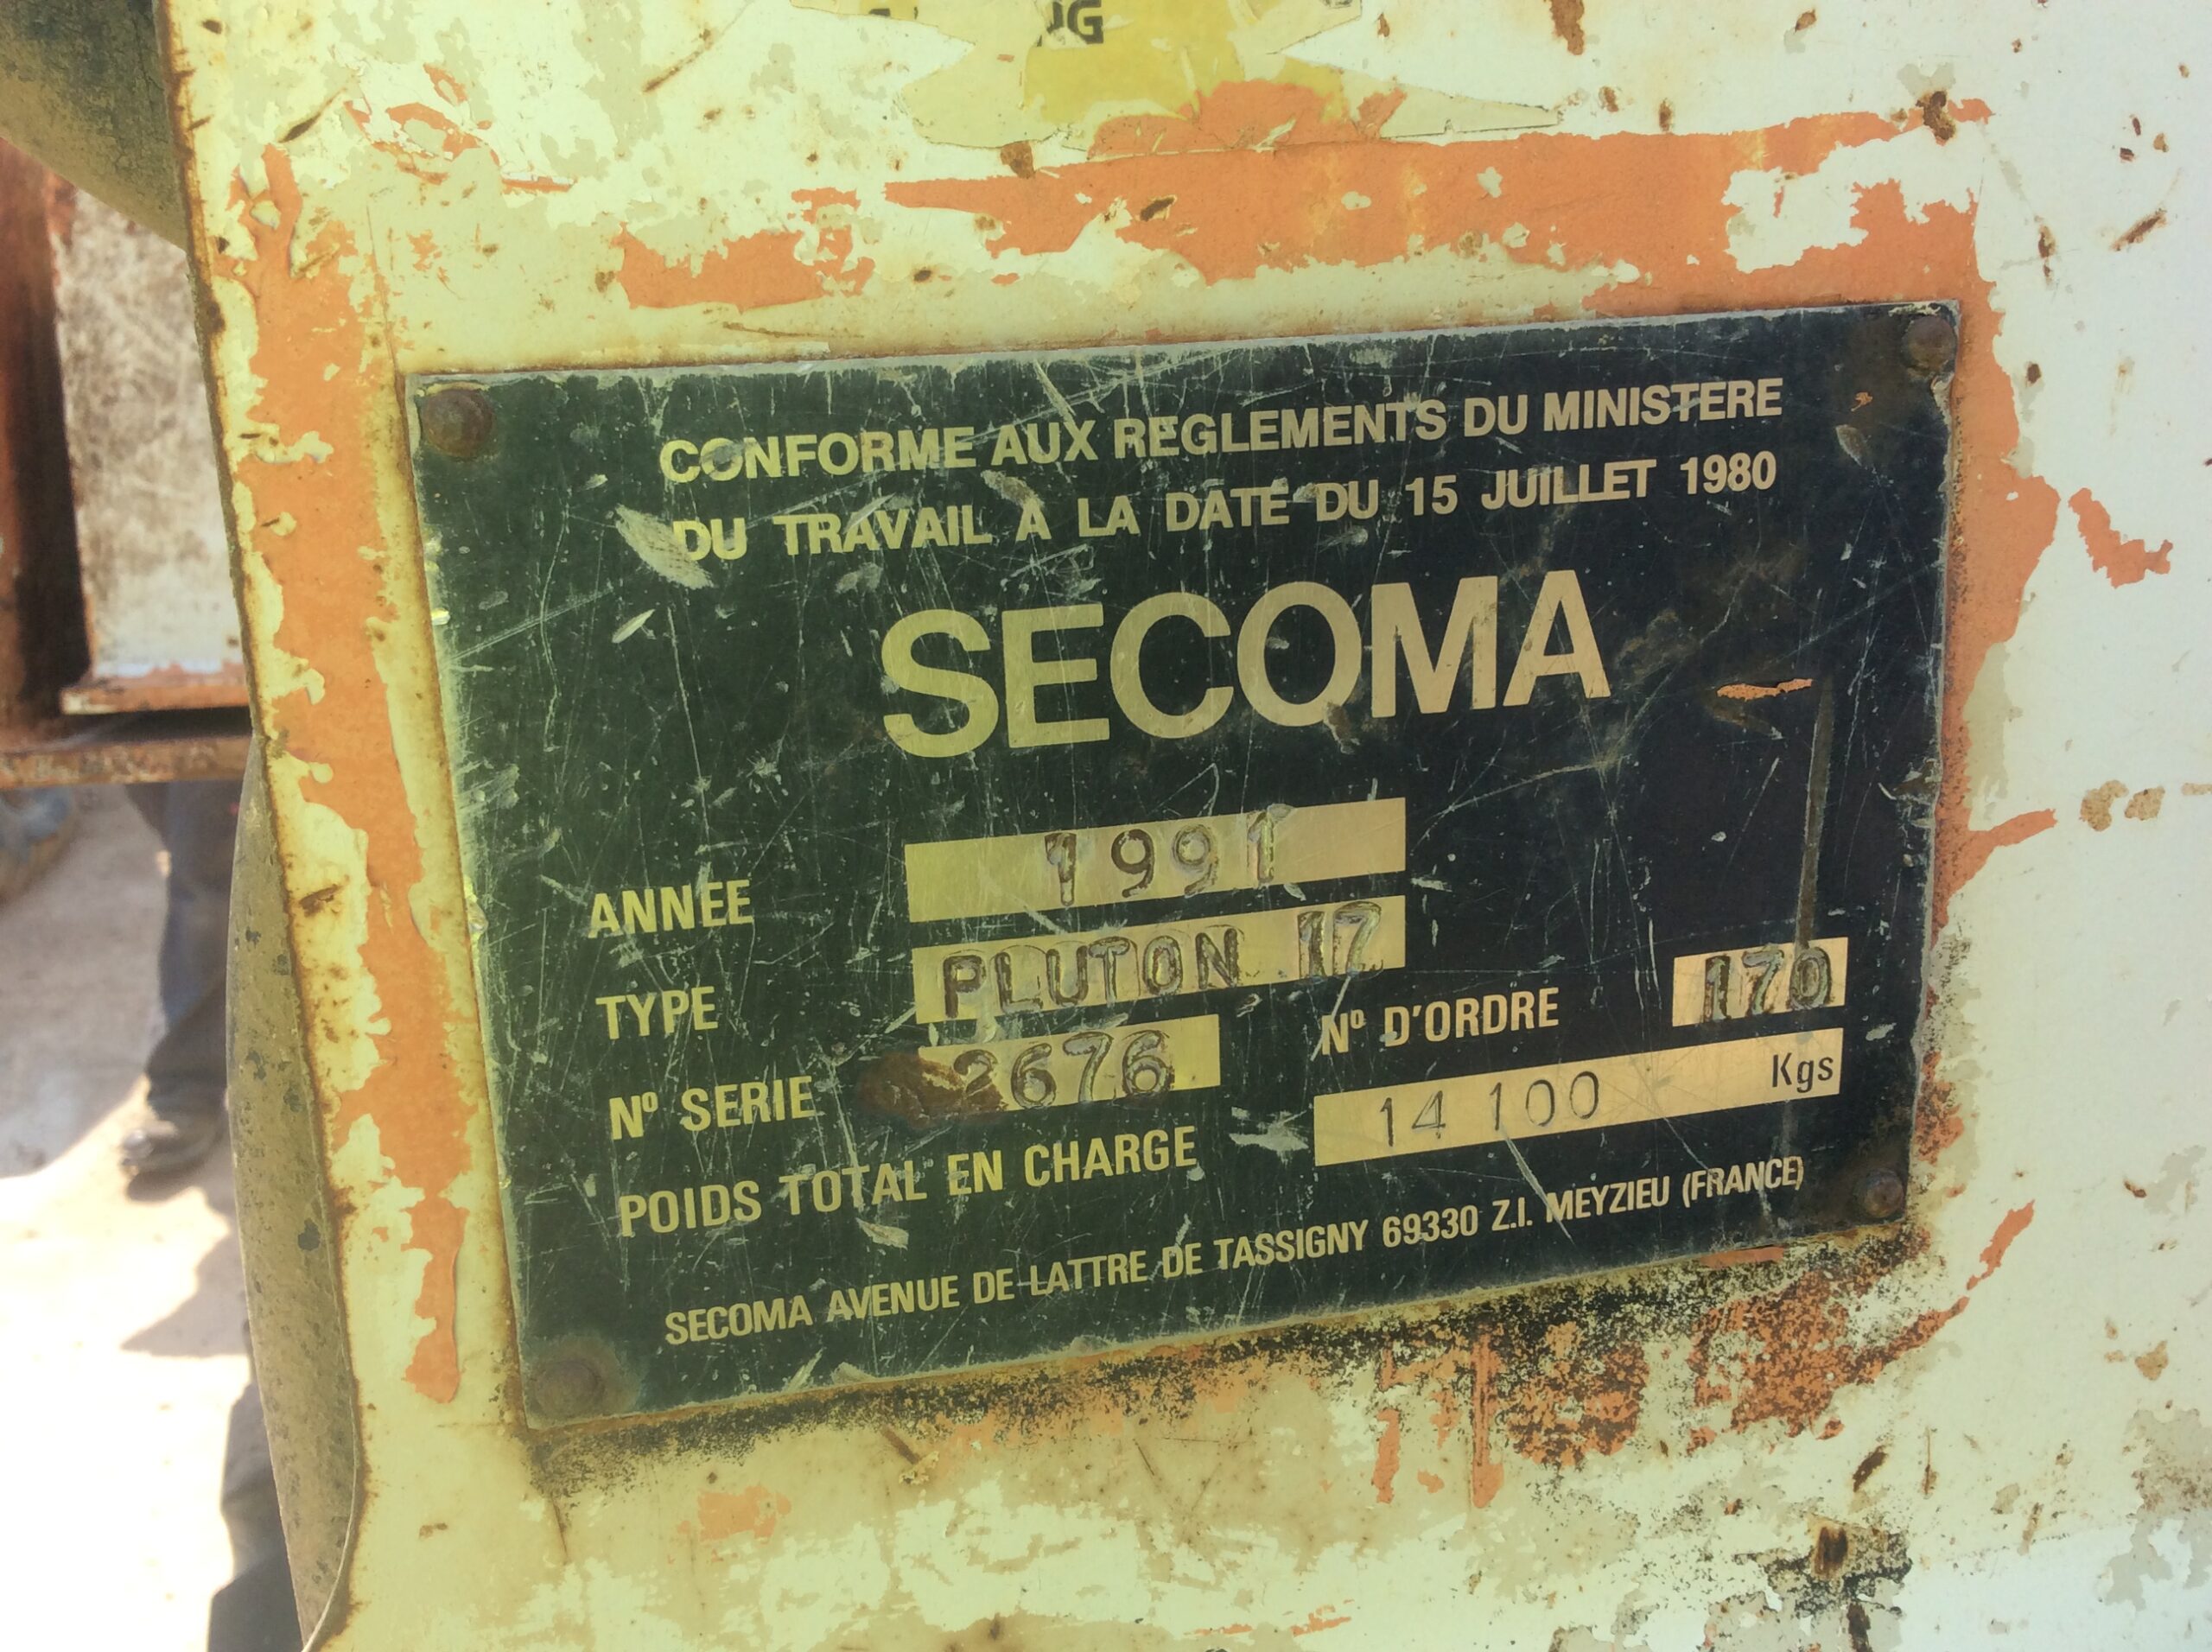 CONFORME AUX REGLEMENTS DU MINISTERE
DU TRAVAIL A LA DATE DU 15 JUILLET 1980
SECOMA
ANNEE 1991
TYPE PLUTON 17
N° SERIE 2676 N° D'ORDRE 170
POIDS TOTAL EN CHARGE 14 100 Kgs
SECOMA AVENUE DE LATTRE DE TASSIGNY 69330 Z.I. MEYZIEU (FRANCE)